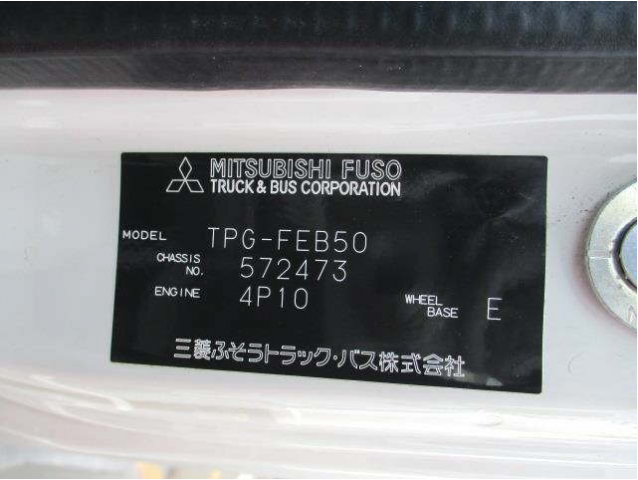 MITSUBISHI FUSO
TRUCK & BUS CORPORATION
MODEL TPG-FEB50
CHASSIS NO. 572473
ENGINE 4P10 WHEEL BASE E
三菱ふそうトラック・バス株式会社